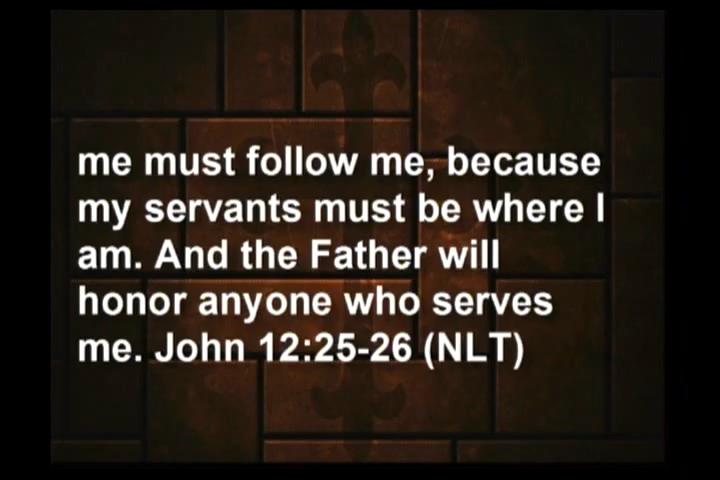 me must follow me, because
my servants must be where I
am. And the Father will
honor anyone who serves
me. John 12:25-26 (NLT)